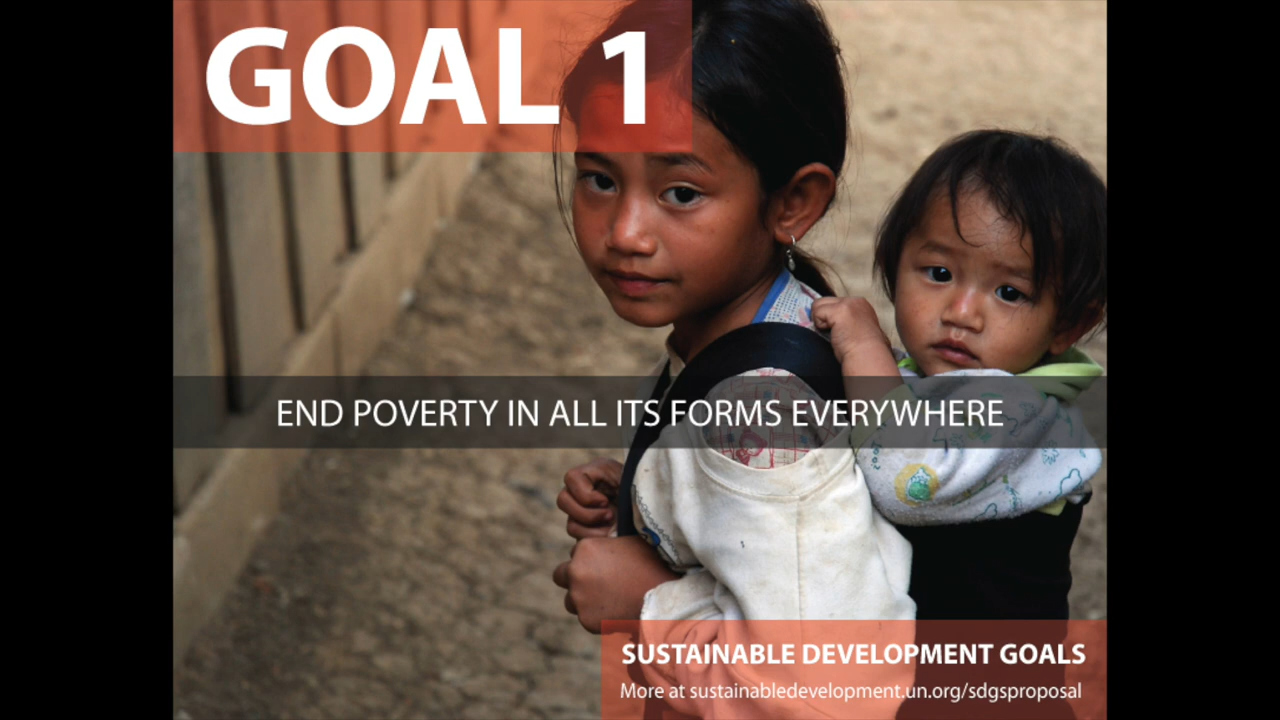 GOAL 1
END POVERTY IN ALL ITS FORMS EVERYWHERE
SUSTAINABLE DEVELOPMENT GOALS
More at sustainabledevelopment.un.org/sdgsproposal